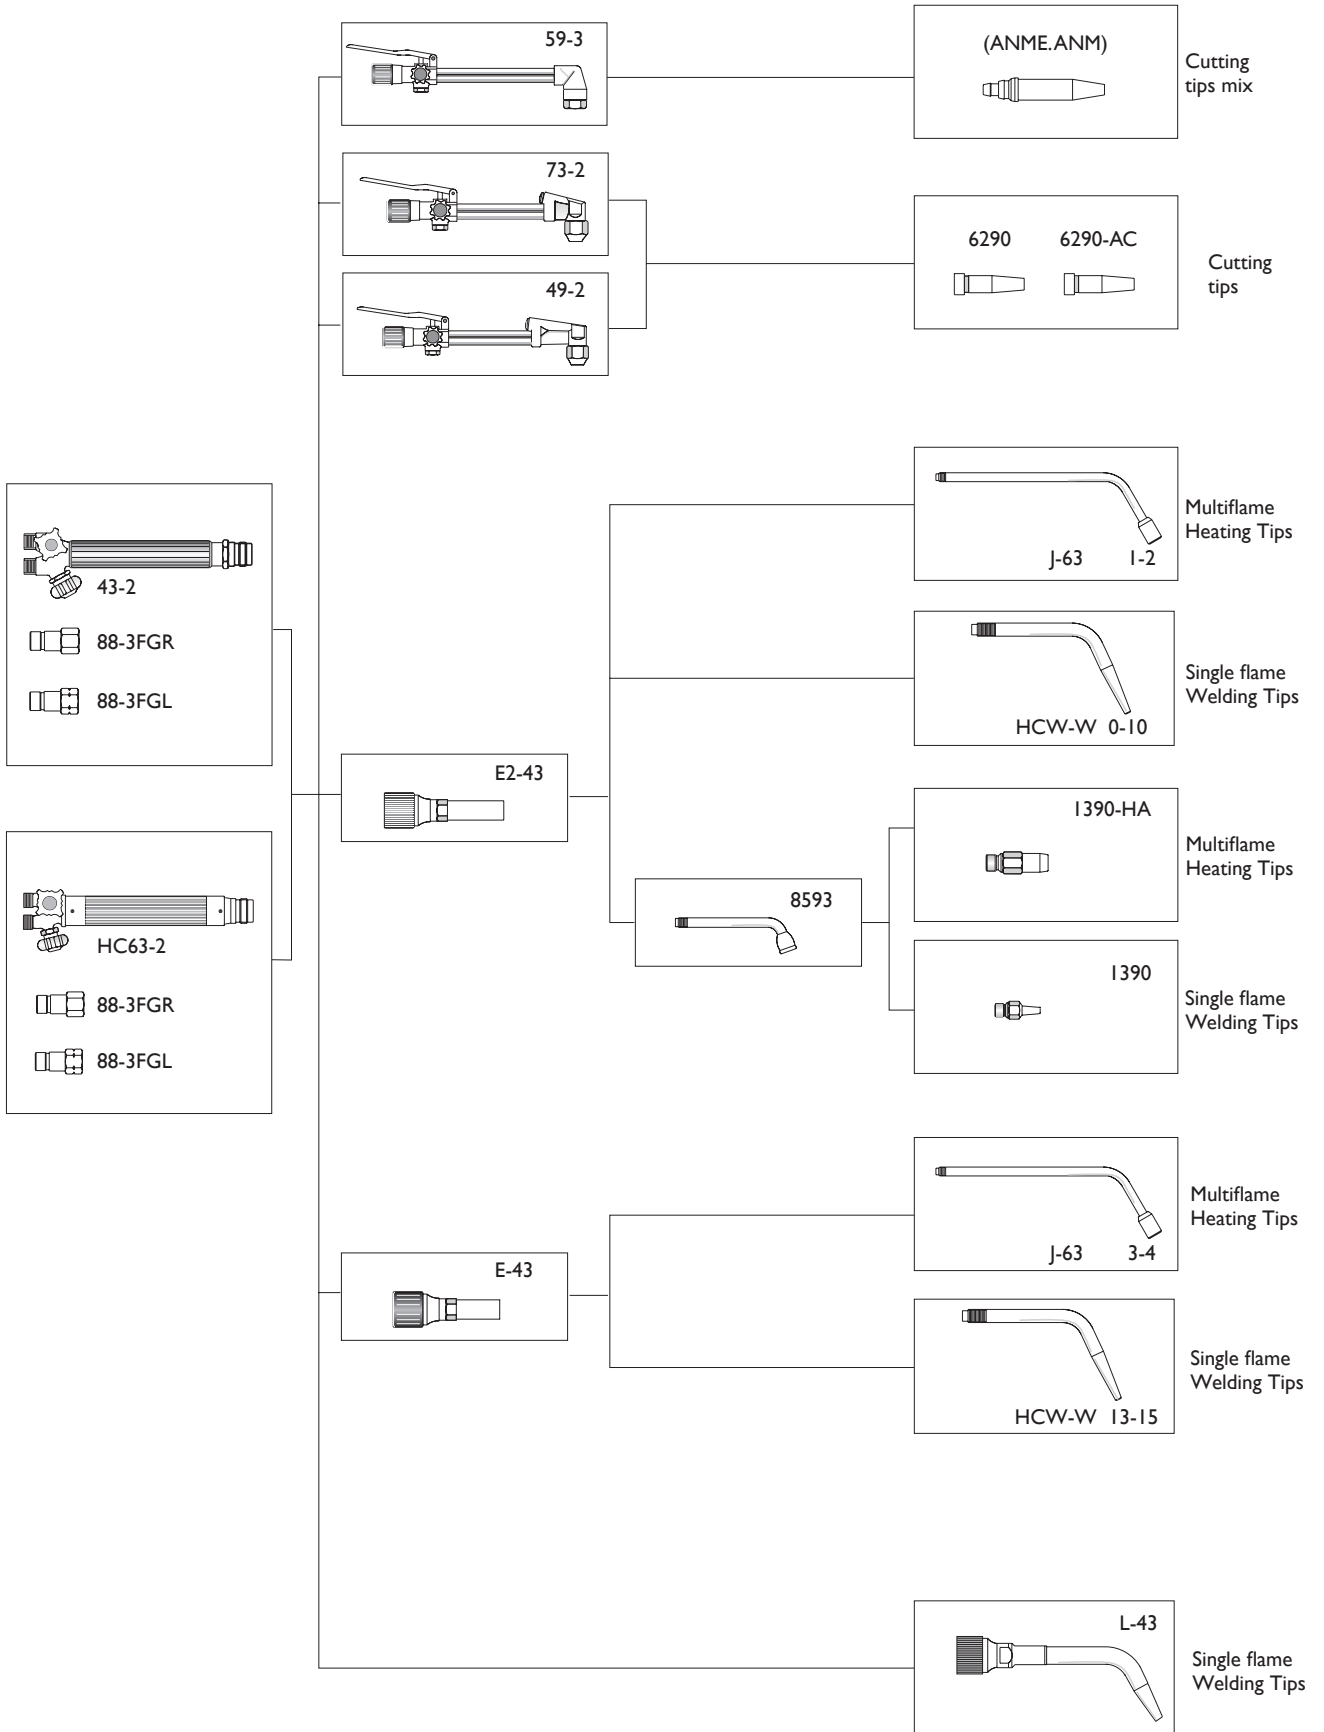 59-3
(ANME.ANM)
Cutting
tips mix
73-2
6290
6290-AC
Cutting
tips
49-2
43-2
88-3FGR
88-3FGL
HC63-2
88-3FGR
88-3FGL
J-63
1-2
Multiflame
Heating Tips
HCW-W 0-10
Single flame
Welding Tips
E2-43
1390-HA
Multiflame
Heating Tips
8593
1390
Single flame
Welding Tips
J-63
3-4
Multiflame
Heating Tips
E-43
HCW-W 13-15
Single flame
Welding Tips
L-43
Single flame
Welding Tips